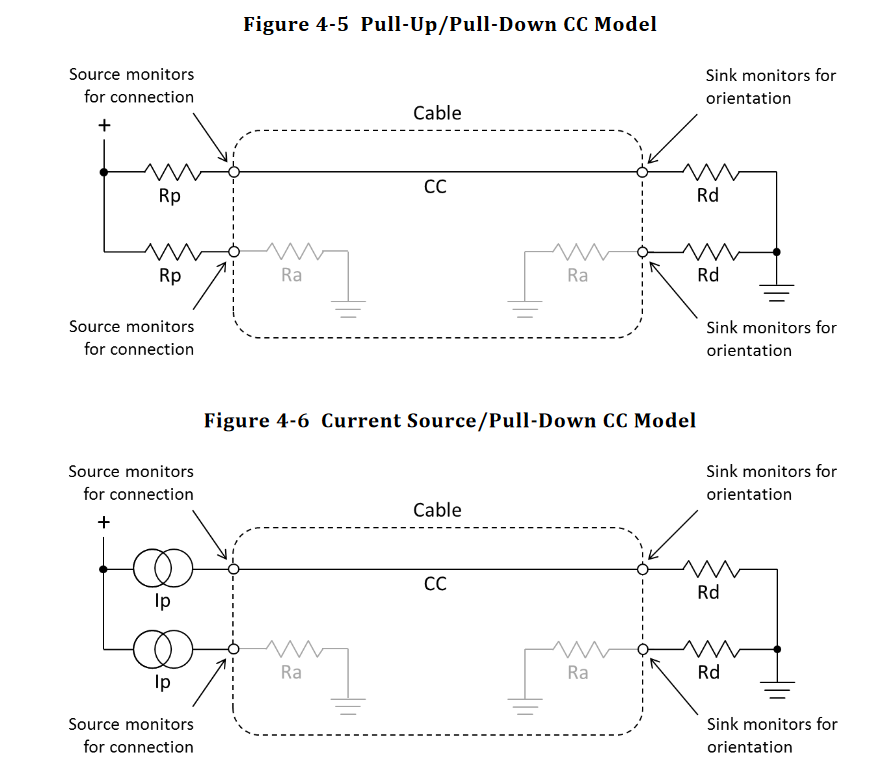 Figure 4-5 Pull-Up/Pull-Down CC Model
Source monitors
for connection
Sink monitors for
orientation
Cable
+
CC
Rp
Rd
Rp
Ra
Ra
Rd
Source monitors
for connection
Sink monitors for
orientation
Figure 4-6 Current Source/Pull-Down CC Model
Source monitors
for connection
Sink monitors for
orientation
Cable
+
CC
Ip
Rd
Ip
Ra
Ra
Rd
Source monitors
for connection
Sink monitors for
orientation